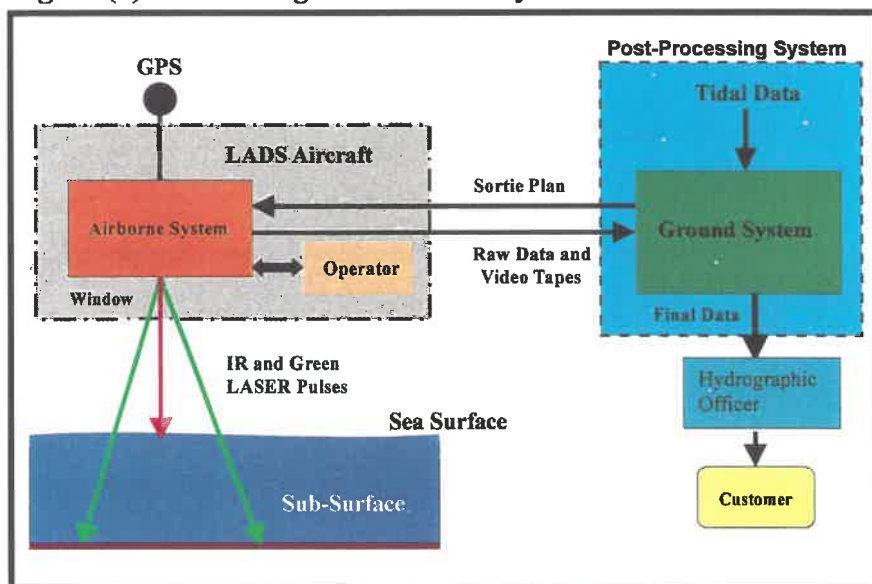 GPS
LADS Aircraft
Airborne System
Operator
Window
IR and Green
LASER Pulses
Sea Surface
Sub-Surface
Sortie Plan
Raw Data and
Video Tapes
Post-Processing System
Tidal Data
Ground System
Final Data
Hydrographic
Officer
Customer